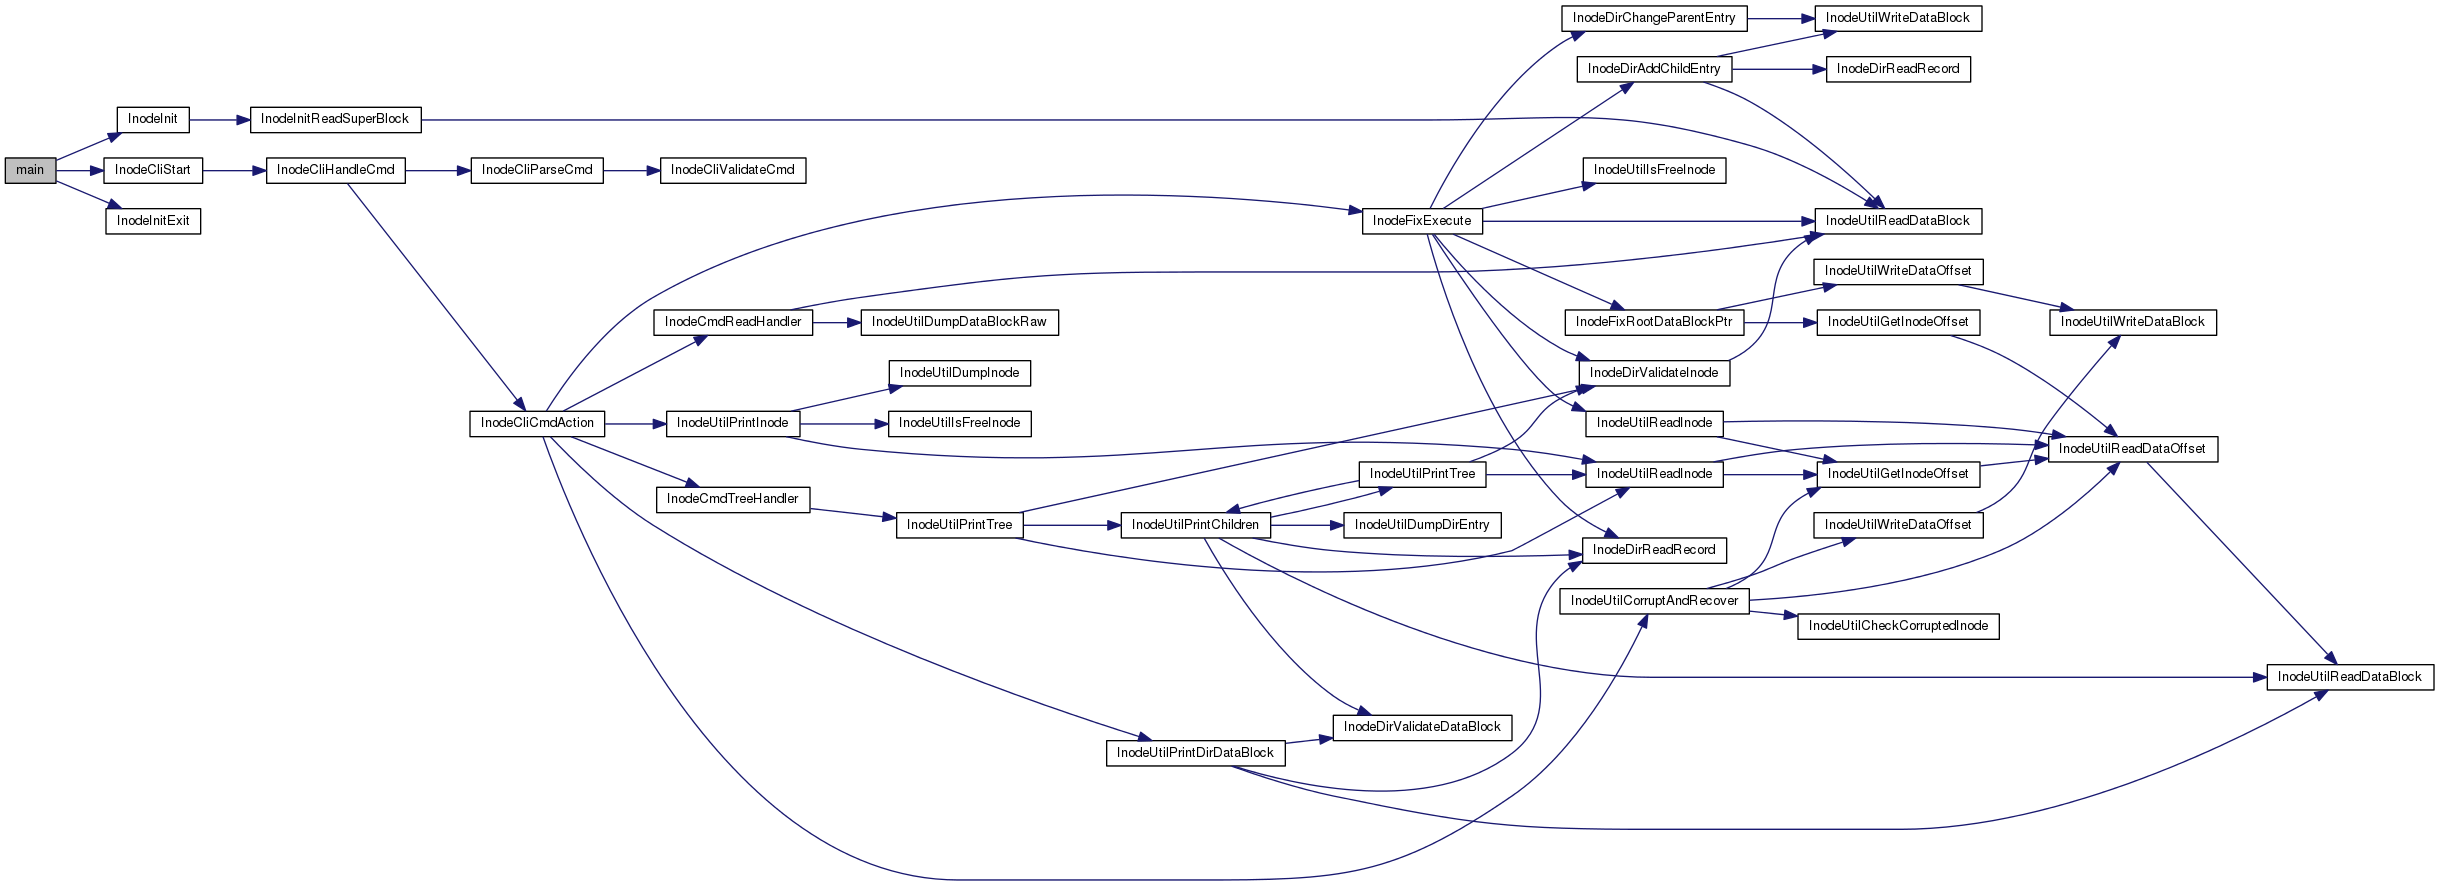 main
InodeInit
InodeCliStart
InodeInitExit
InodeInitReadSuperBlock
InodeCliHandleCmd
InodeCliParseCmd
InodeCliValidateCmd
InodeCliCmdAction
InodeCmdReadHandler
InodeUtilPrintInode
InodeCmdTreeHandler
InodeUtilDumpDataBlockRaw
InodeUtilDumpInode
InodeUtilIsFreeInode
InodeUtilPrintTree
InodeUtilPrintChildren
InodeUtilPrintDirDataBlock
InodeFixExecute
InodeUtilPrintTree
InodeUtilDumpDirEntry
InodeDirValidateDataBlock
InodeDirChangeParentEntry
InodeDirAddChildEntry
InodeUtilIsFreeInode
InodeFixRootDataBlockPtr
InodeDirValidateInode
InodeUtilReadInode
InodeUtilReadInode
InodeDirReadRecord
InodeUtilCorruptAndRecover
InodeUtilWriteDataBlock
InodeDirReadRecord
InodeUtilReadDataBlock
InodeUtilWriteDataOffset
InodeUtilGetInodeOffset
InodeUtilGetInodeOffset
InodeUtilWriteDataOffset
InodeUtilCheckCorruptedInode
InodeUtilWriteDataBlock
InodeUtilReadDataOffset
InodeUtilReadDataBlock